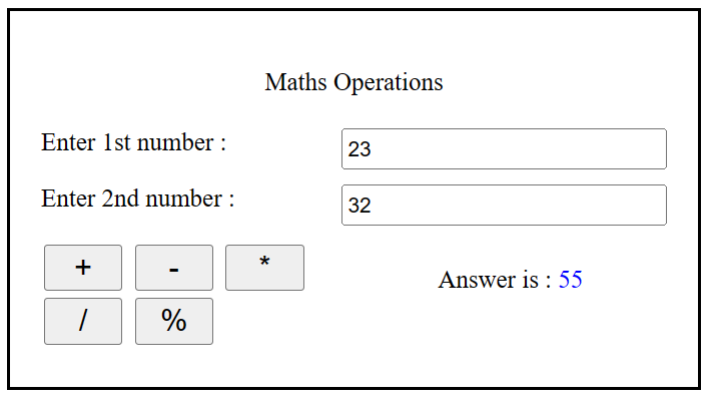 Maths Operations
Enter 1st number : 23
Enter 2nd number : 32
+ - *
Answer is : 55
/ %